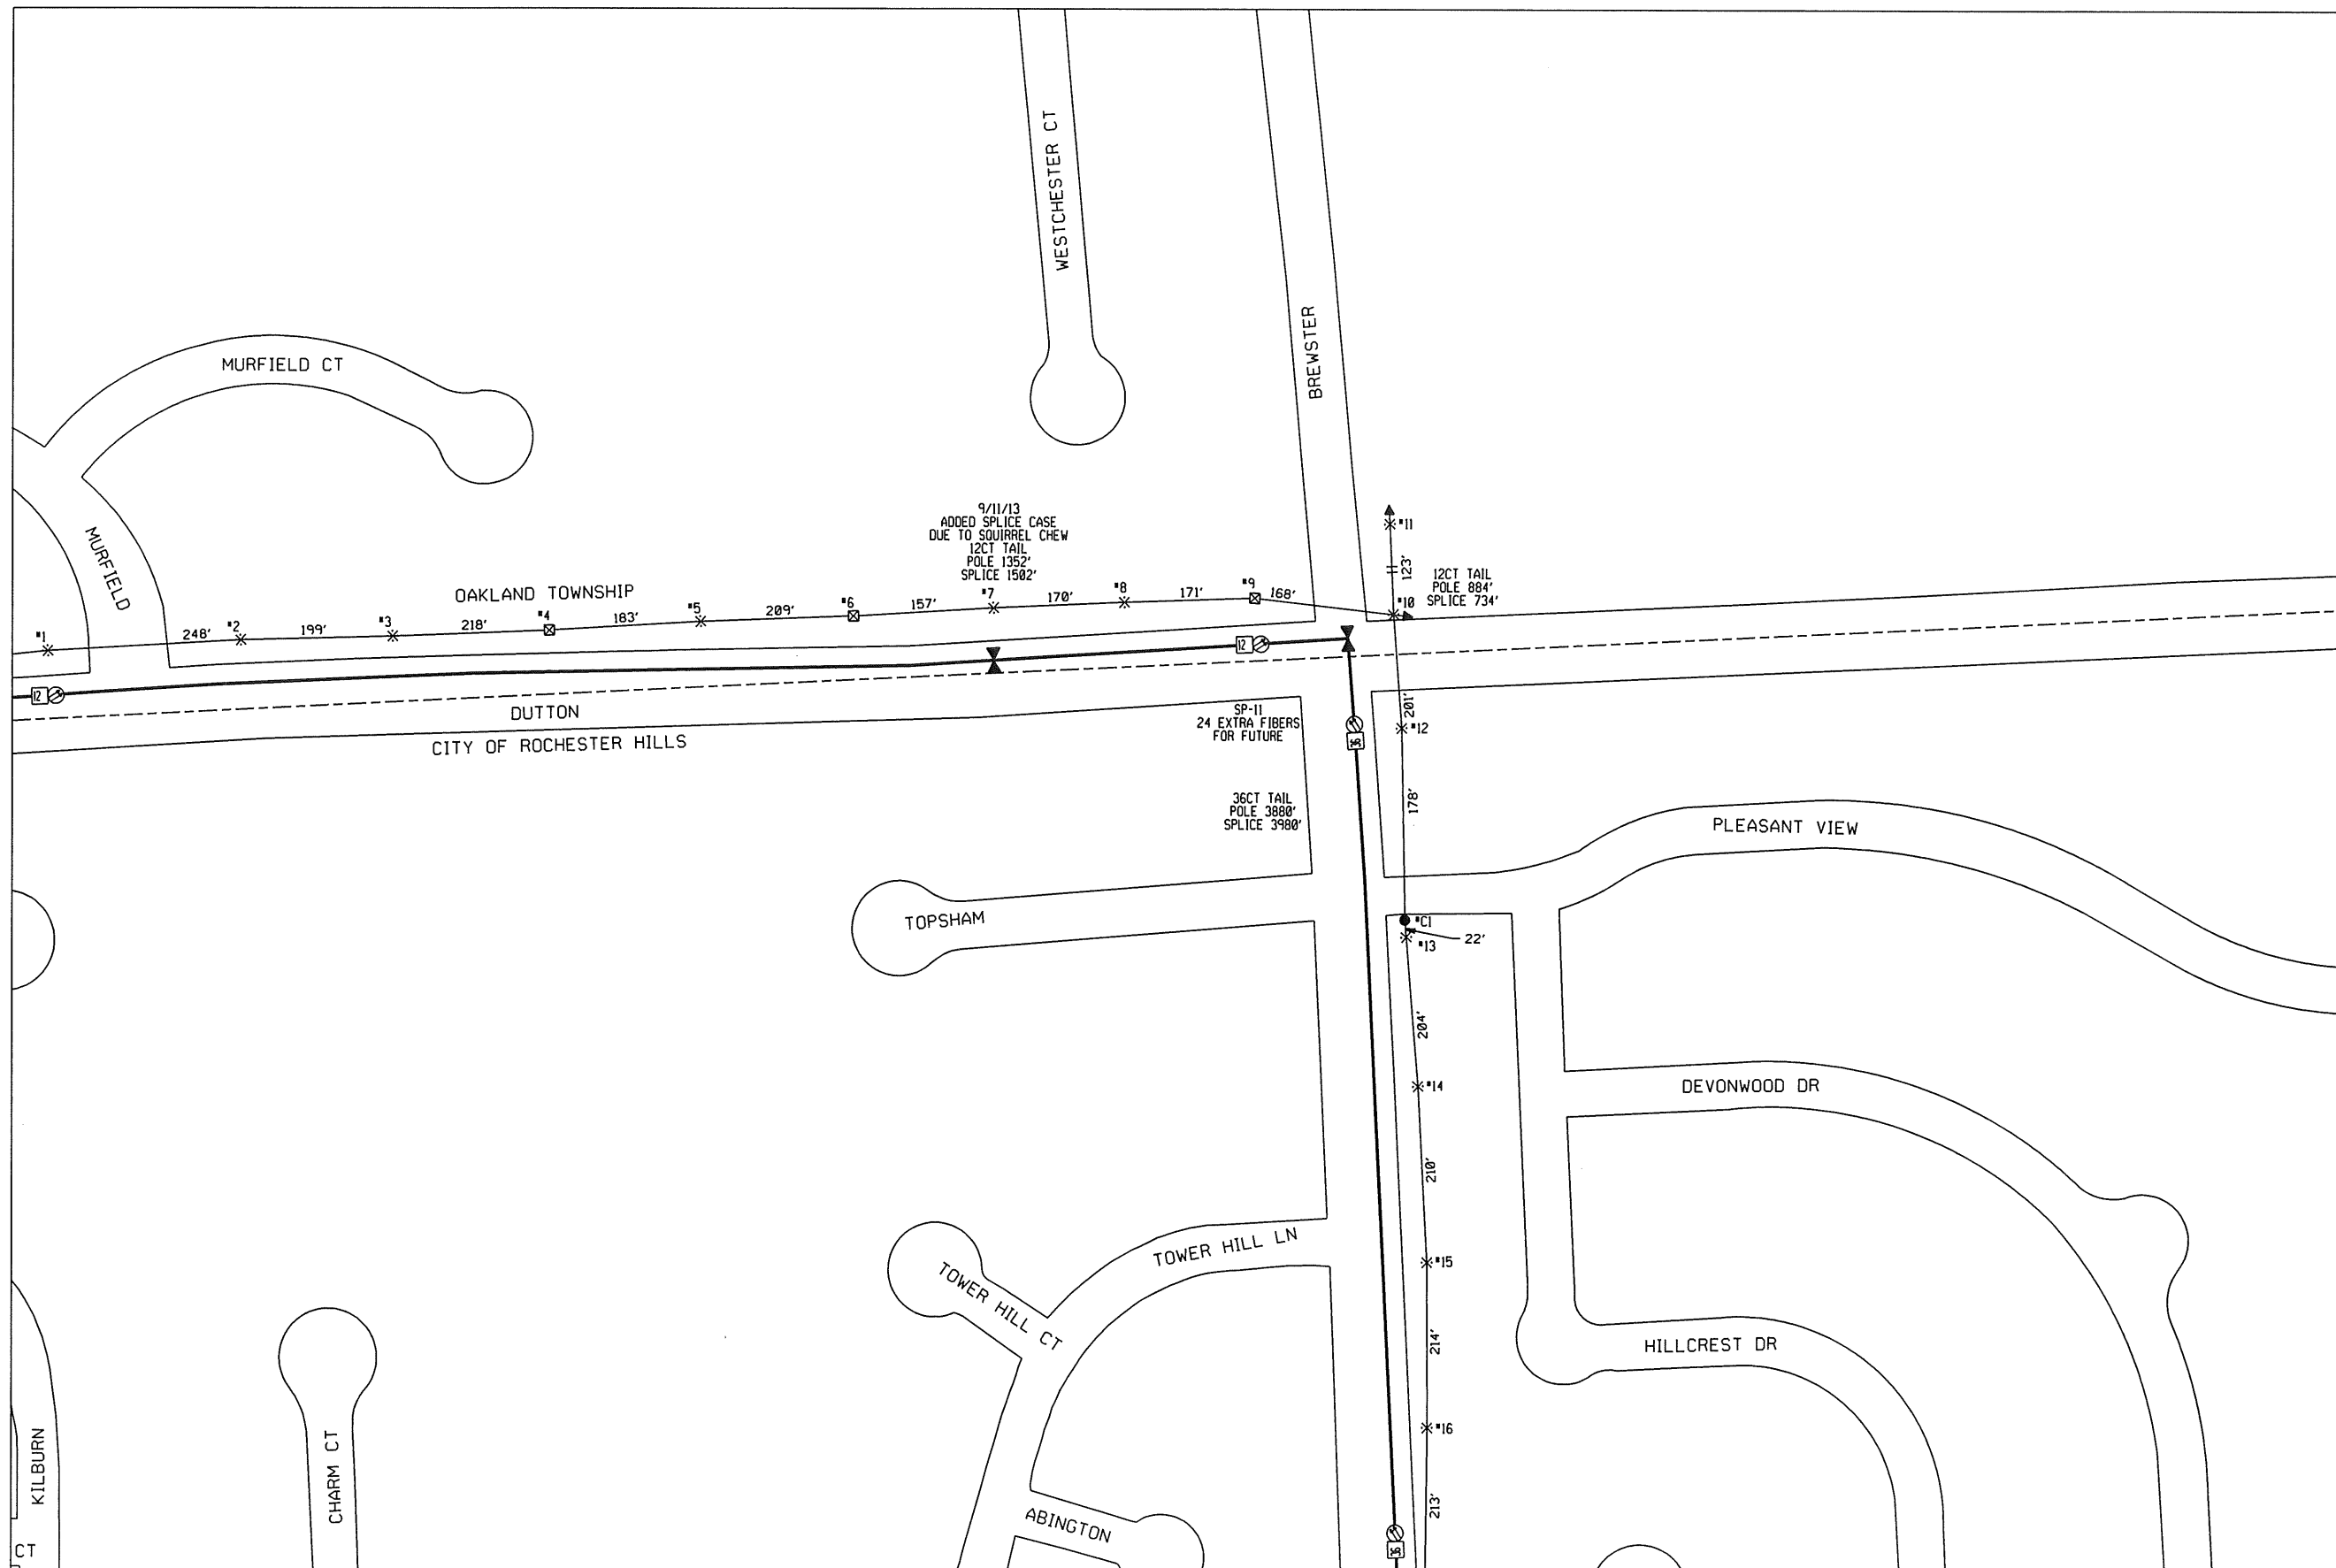 WESTCHESTER CT
BREWSTER
MURFIELD CT
MURFIELD
9/11/13
ADDED SPLICE CASE
DUE TO SQUIRREL CHEW
12CT TAIL
POLE 1352'
SPLICE 1502'
OAKLAND TOWNSHIP
#1
248'
#2
199'
#3
218'
#4
183'
#5
209'
#6
157'
#7
170'
#8
171'
#9
168'
#11
123'
#10
12CT TAIL
POLE 884'
SPLICE 734'
12
12
DUTTON
CITY OF ROCHESTER HILLS
SP-11
24 EXTRA FIBERS
FOR FUTURE
36
201'
#12
178'
36CT TAIL
POLE 3880'
SPLICE 3980'
PLEASANT VIEW
TOPSHAM
#C1
22'
#13
204'
#14
DEVONWOOD DR
210'
TOWER HILL LN
#15
TOWER HILL CT
214'
HILLCREST DR
#16
213'
KILBURN
CHARM CT
ABINGTON
36
CT